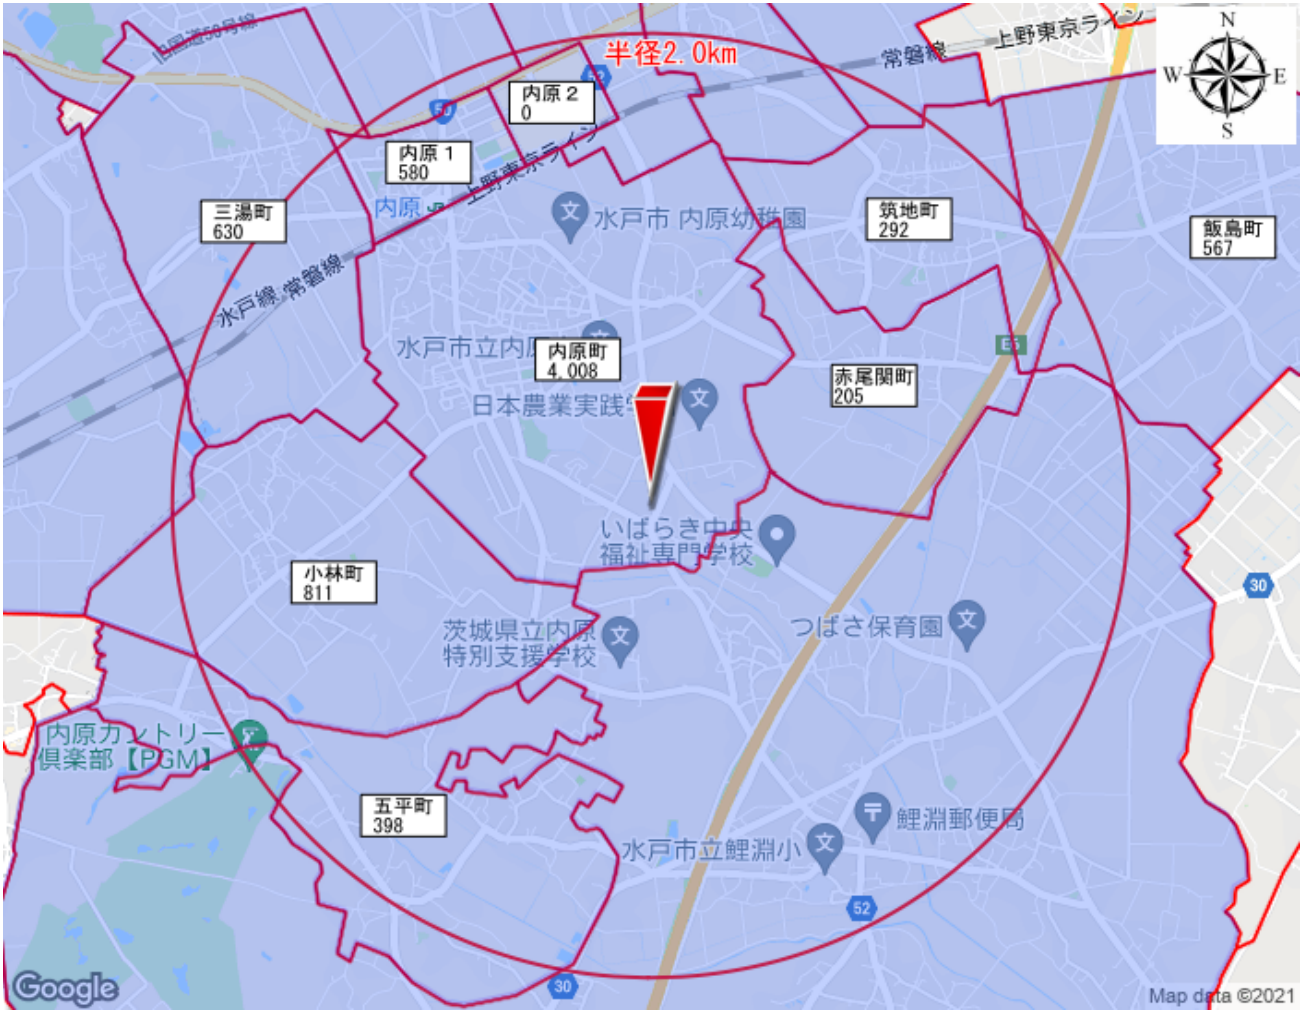 旧国道50号線
半径2.0km
常磐線
上野東京ライン
N
W
E
S
52
50
内原２
0
内原１
580
上野東京ライン
内原
三湯町
630
水戸市 内原幼稚園
筑地町
292
飯島町
567
水戸線
常磐線
E6
水戸市立内原
内原町
4,008
日本農業実践学
赤尾関町
205
いばらき中央
福祉専門学校
小林町
811
30
茨城県立内原
特別支援学校
つばさ保育園
内原カントリー
倶楽部【PGM】
五平町
398
鯉淵郵便局
水戸市立鯉淵小
52
30
Google
Map data ©2021